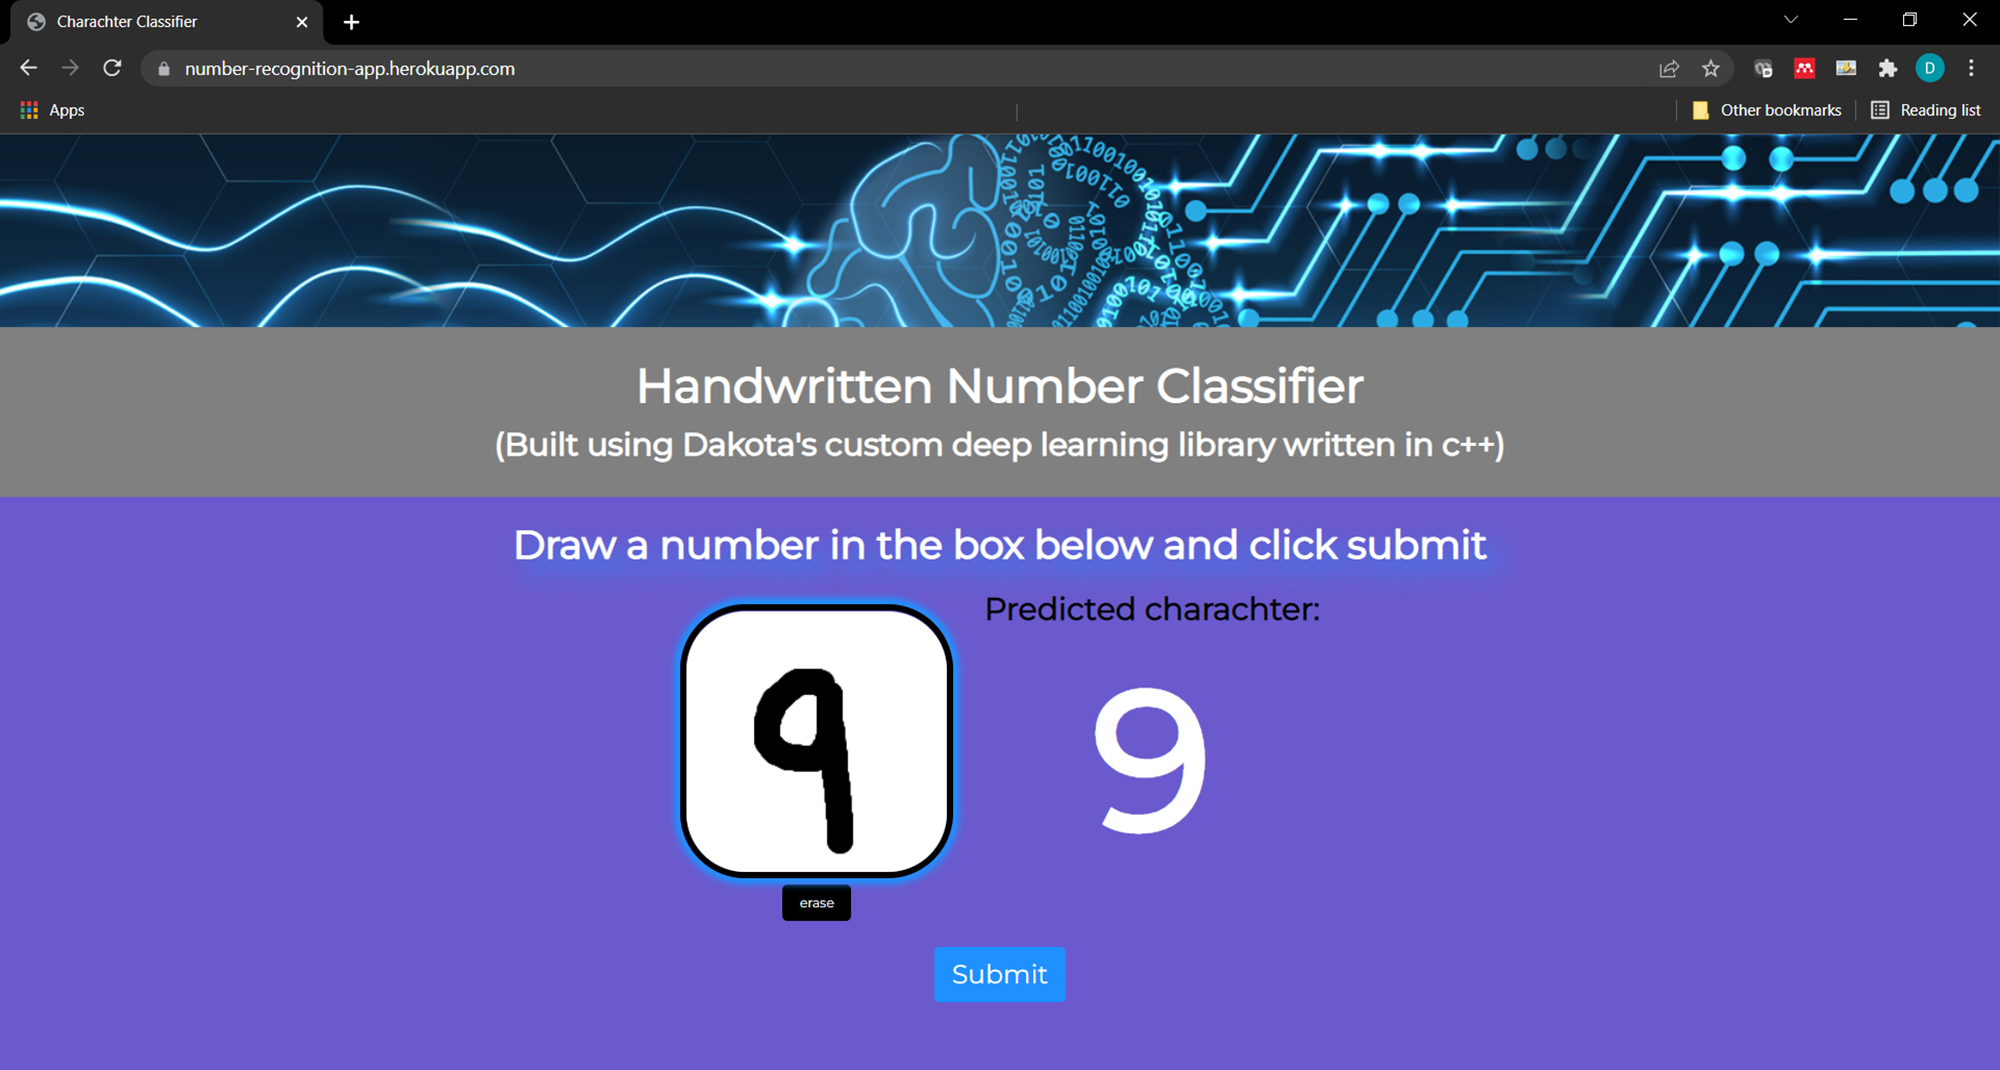 Charachter Classifier
number-recognition-app.herokuapp.com
D
Apps
Other bookmarks
Reading list
Handwritten Number Classifier
(Built using Dakota's custom deep learning library written in c++)
Draw a number in the box below and click submit
Predicted charachter:
9
9
erase
Submit